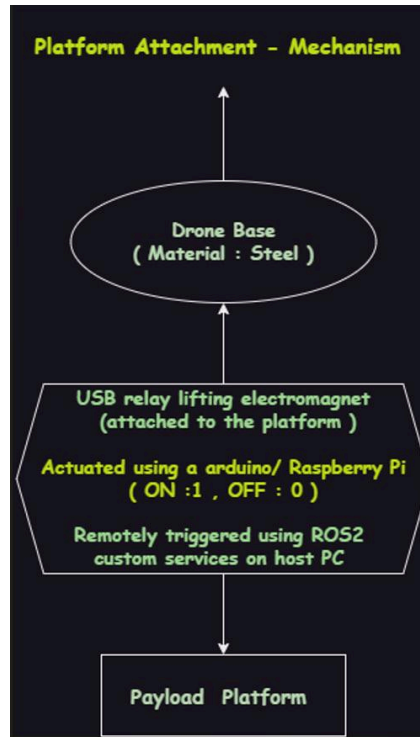 Platform Attachment - Mechanism
Drone Base
( Material : Steel )
USB relay lifting electromagnet
(attached to the platform )
Actuated using a arduino/ Raspberry Pi
( ON :1 , OFF : 0 )
Remotely triggered using ROS2
custom services on host PC
Payload Platform